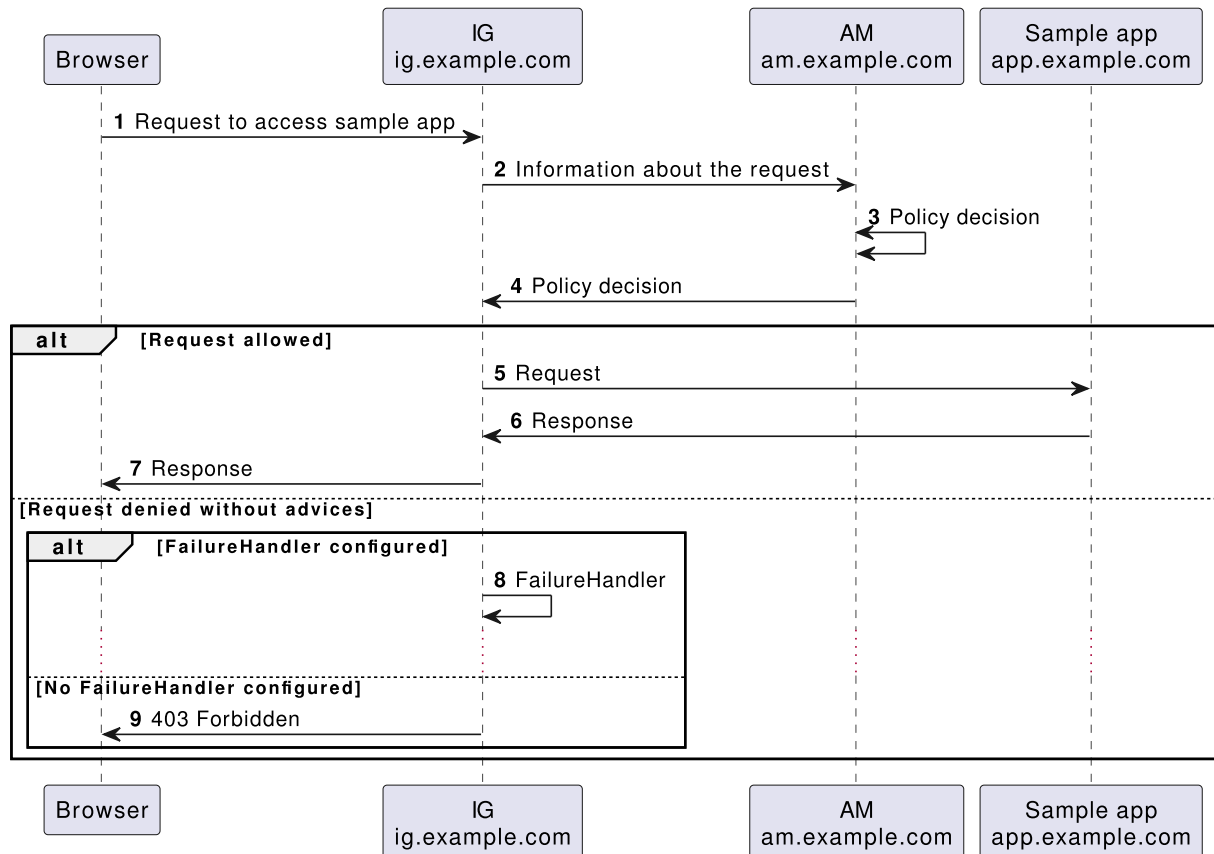 Browser
IG
ig.example.com
AM
am.example.com
Sample app
app.example.com
1 Request to access sample app
2 Information about the request
3 Policy decision
4 Policy decision
alt [Request allowed]
5 Request
6 Response
7 Response
[Request denied without advices]
alt [FailureHandler configured]
8 FailureHandler
[No FailureHandler configured]
9 403 Forbidden
Browser
IG
ig.example.com
AM
am.example.com
Sample app
app.example.com